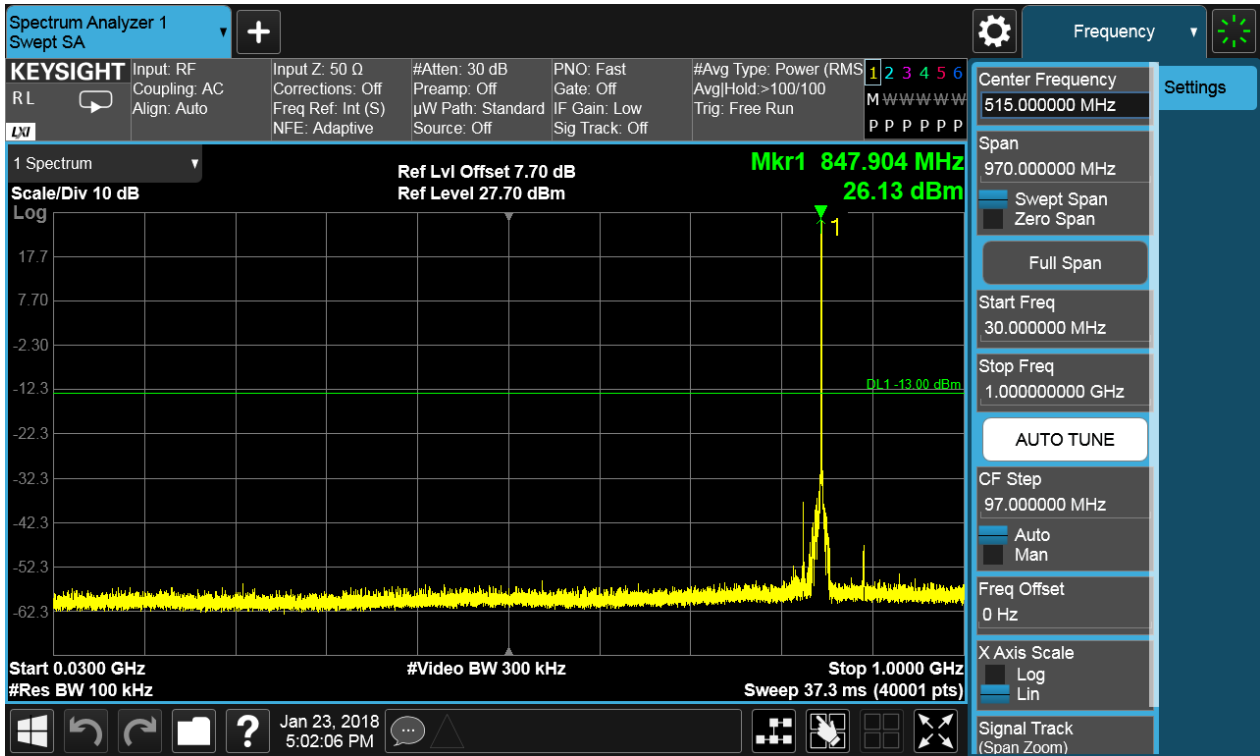 Spectrum Analyzer 1
Swept SA
Frequency
KEYSIGHT
RL
LXI
Input: RF
Coupling: AC
Align: Auto
Input Z: 50 Ω
Corrections: Off
Freq Ref: Int (S)
NFE: Adaptive
#Atten: 30 dB
Preamp: Off
µW Path: Standard
Source: Off
PNO: Fast
Gate: Off
IF Gain: Low
Sig Track: Off
#Avg Type: Power (RMS
Avg|Hold:>100/100
Trig: Free Run
1 2 3 4 5 6
M W W W W W
P P P P P P
1 Spectrum
Scale/Div 10 dB
Log
Ref Lvl Offset 7.70 dB
Ref Level 27.70 dBm
Mkr1 847.904 MHz
26.13 dBm
1
17.7
7.70
-2.30
-12.3
DL1 -13.00 dBm
-22.3
-32.3
-42.3
-52.3
-62.3
Start 0.0300 GHz
#Res BW 100 kHz
#Video BW 300 kHz
Stop 1.0000 GHz
Sweep 37.3 ms (40001 pts)
Center Frequency
515.000000 MHz
Span
970.000000 MHz
Swept Span
Zero Span
Full Span
Start Freq
30.000000 MHz
Stop Freq
1.000000000 GHz
AUTO TUNE
CF Step
97.000000 MHz
Auto
Man
Freq Offset
0 Hz
X Axis Scale
Log
Lin
Signal Track
(Span Zoom)
Settings
?
Jan 23, 2018
5:02:06 PM